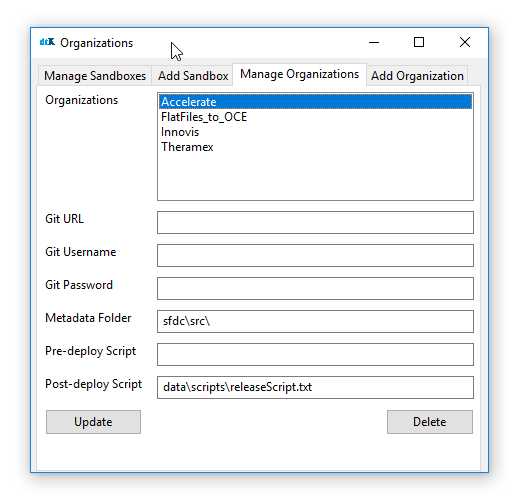 dtK Organizations
Manage Sandboxes Add Sandbox Manage Organizations Add Organization
Organizations
Accelerate
FlatFiles_to_OCE
Innovis
Theramex
Git URL
Git Username
Git Password
Metadata Folder sfdc\src\
Pre-deploy Script
Post-deploy Script data\scripts\releaseScript.txt
Update Delete